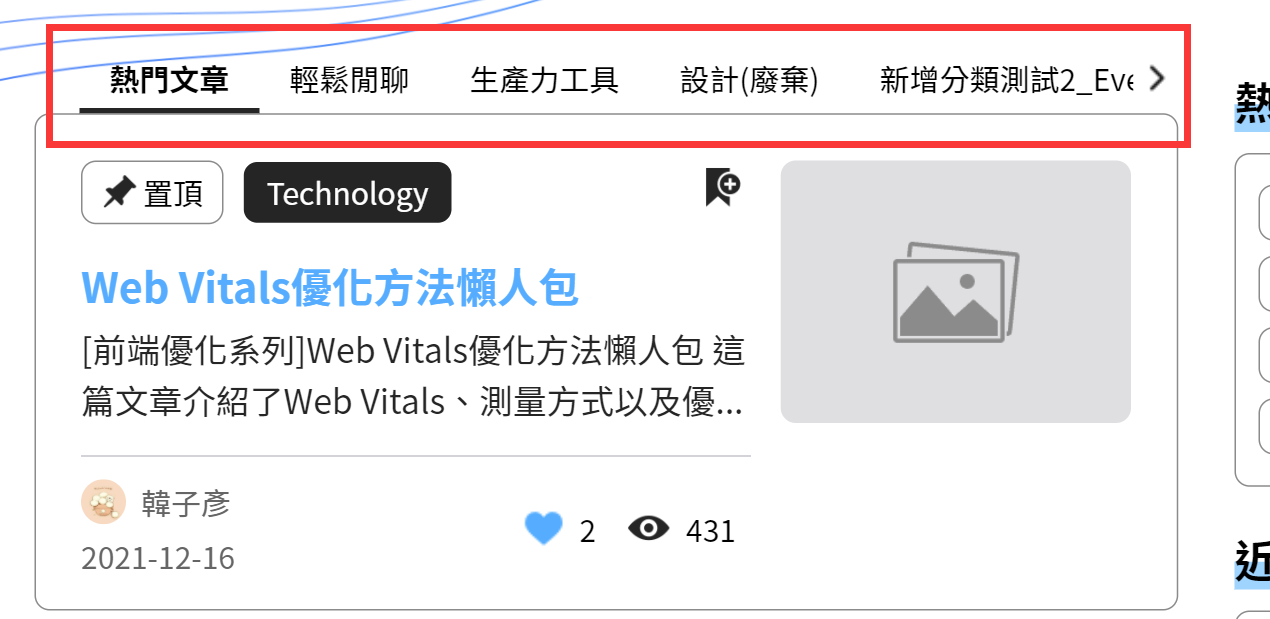 熱門文章 輕鬆閒聊 生產力工具 設計(廢棄) 新增分類測試2_Eve
置頂 Technology
Web Vitals優化方法懶人包
[前端優化系列]Web Vitals優化方法懶人包 這
篇文章介紹了Web Vitals、測量方式以及優...
韓子彥
2 431
2021-12-16
熱
近